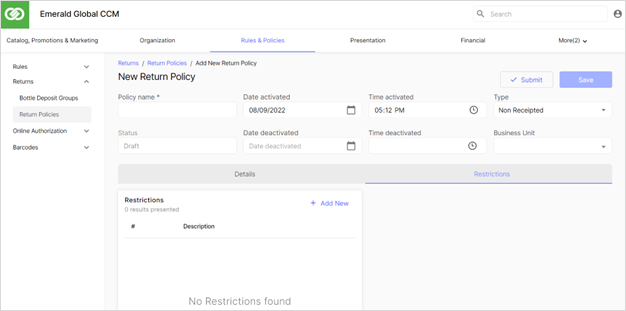 Emerald Global CCM
Search
Catalog, Promotions & Marketing Organization Rules & Policies Presentation Financial More(2)
Rules
Returns
Bottle Deposit Groups
Return Policies
Online Authorization
Barcodes
Returns / Return Policies / Add New Return Policy
New Return Policy
Submit Save
Policy name * Date activated Time activated Type
08/09/2022 05:12 PM Non Receipted
Status Date deactivated Time deactivated Business Unit
Draft Date deactivated
Details Restrictions
Restrictions
0 results presented
+ Add New
# Description
No Restrictions found